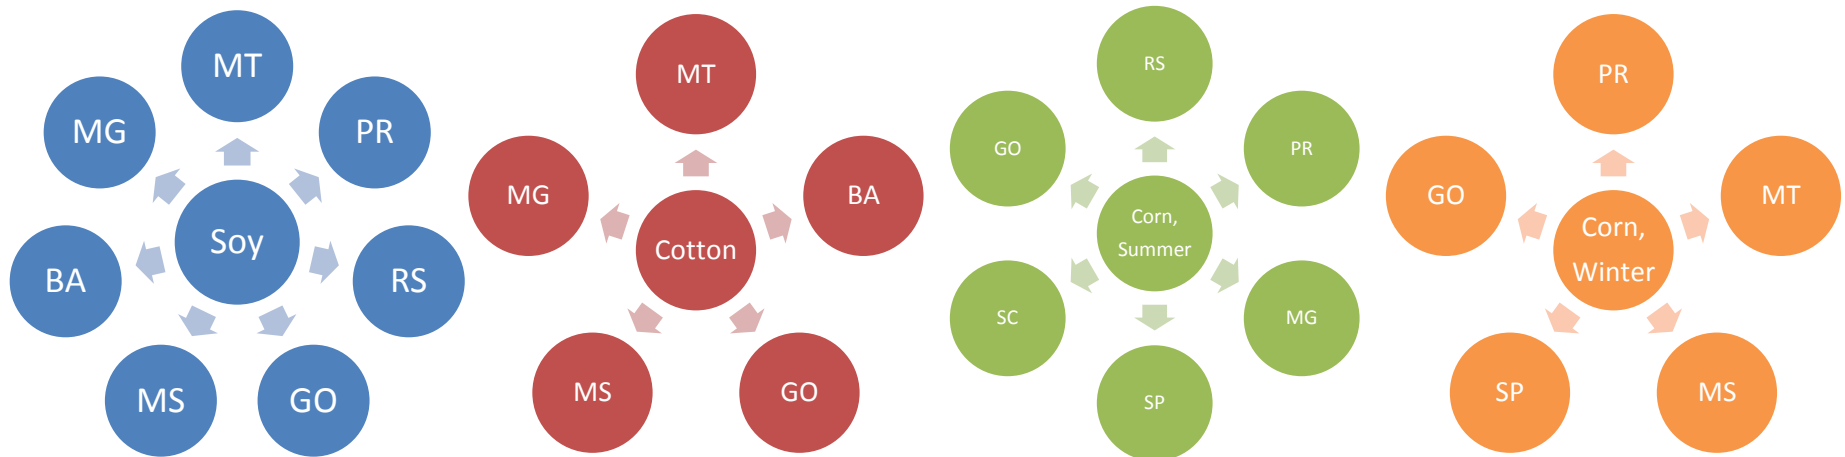 Soy
MT
PR
RS
GO
MS
BA
MG
Cotton
MT
BA
GO
MS
MG
Corn,
Summer
RS
PR
MG
SP
SC
GO
Corn,
Winter
PR
MT
MS
SP
GO